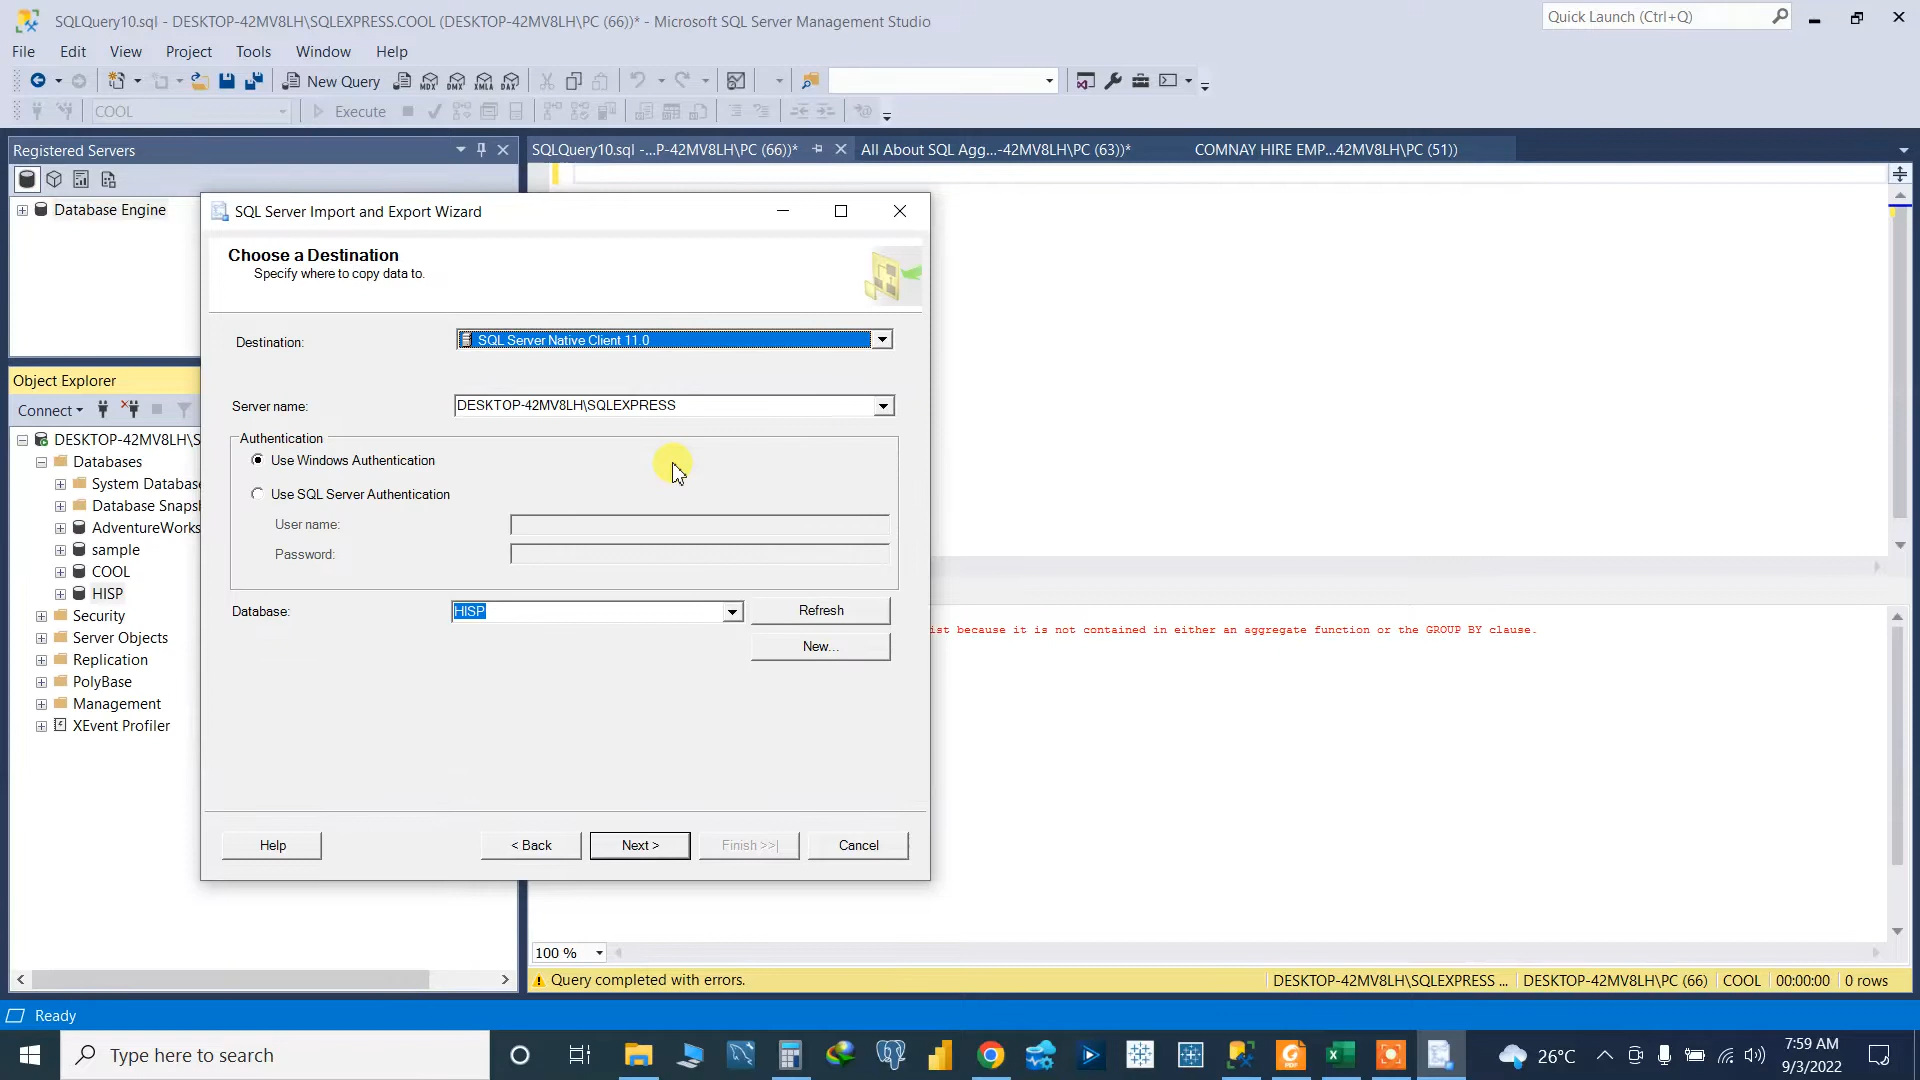 SQLQuery10.sql - DESKTOP-42MV8LH\SQLEXPRESS.COOL (DESKTOP-42MV8LH\PC (66))* - Microsoft SQL Server Management Studio
Quick Launch (Ctrl+Q)
File Edit View Project Tools Window Help
New Query MDX DMX XMLA DAX
COOL Execute
Registered Servers
SQLQuery10.sql -...P-42MV8LH\PC (66))* All About SQL Agg...-42MV8LH\PC (63))* COMNAY HIRE EMP...42MV8LH\PC (51))
Database Engine
SQL Server Import and Export Wizard
Choose a Destination
Specify where to copy data to.
Destination: SQL Server Native Client 11.0
Server name: DESKTOP-42MV8LH\SQLEXPRESS
Authentication
Use Windows Authentication
Use SQL Server Authentication
User name:
Password:
Database: HISP Refresh
New...
Help < Back Next > Finish >>| Cancel
Object Explorer
Connect
DESKTOP-42MV8LH\S
Databases
System Database
Database Snaps
AdventureWorks
sample
COOL
HISP
Security
Server Objects
Replication
PolyBase
Management
XEvent Profiler
ist because it is not contained in either an aggregate function or the GROUP BY clause.
100 %
Query completed with errors. DESKTOP-42MV8LH\SQLEXPRESS ... DESKTOP-42MV8LH\PC (66) COOL 00:00:00 0 rows
Ready
Type here to search
26°C
7:59 AM
9/3/2022